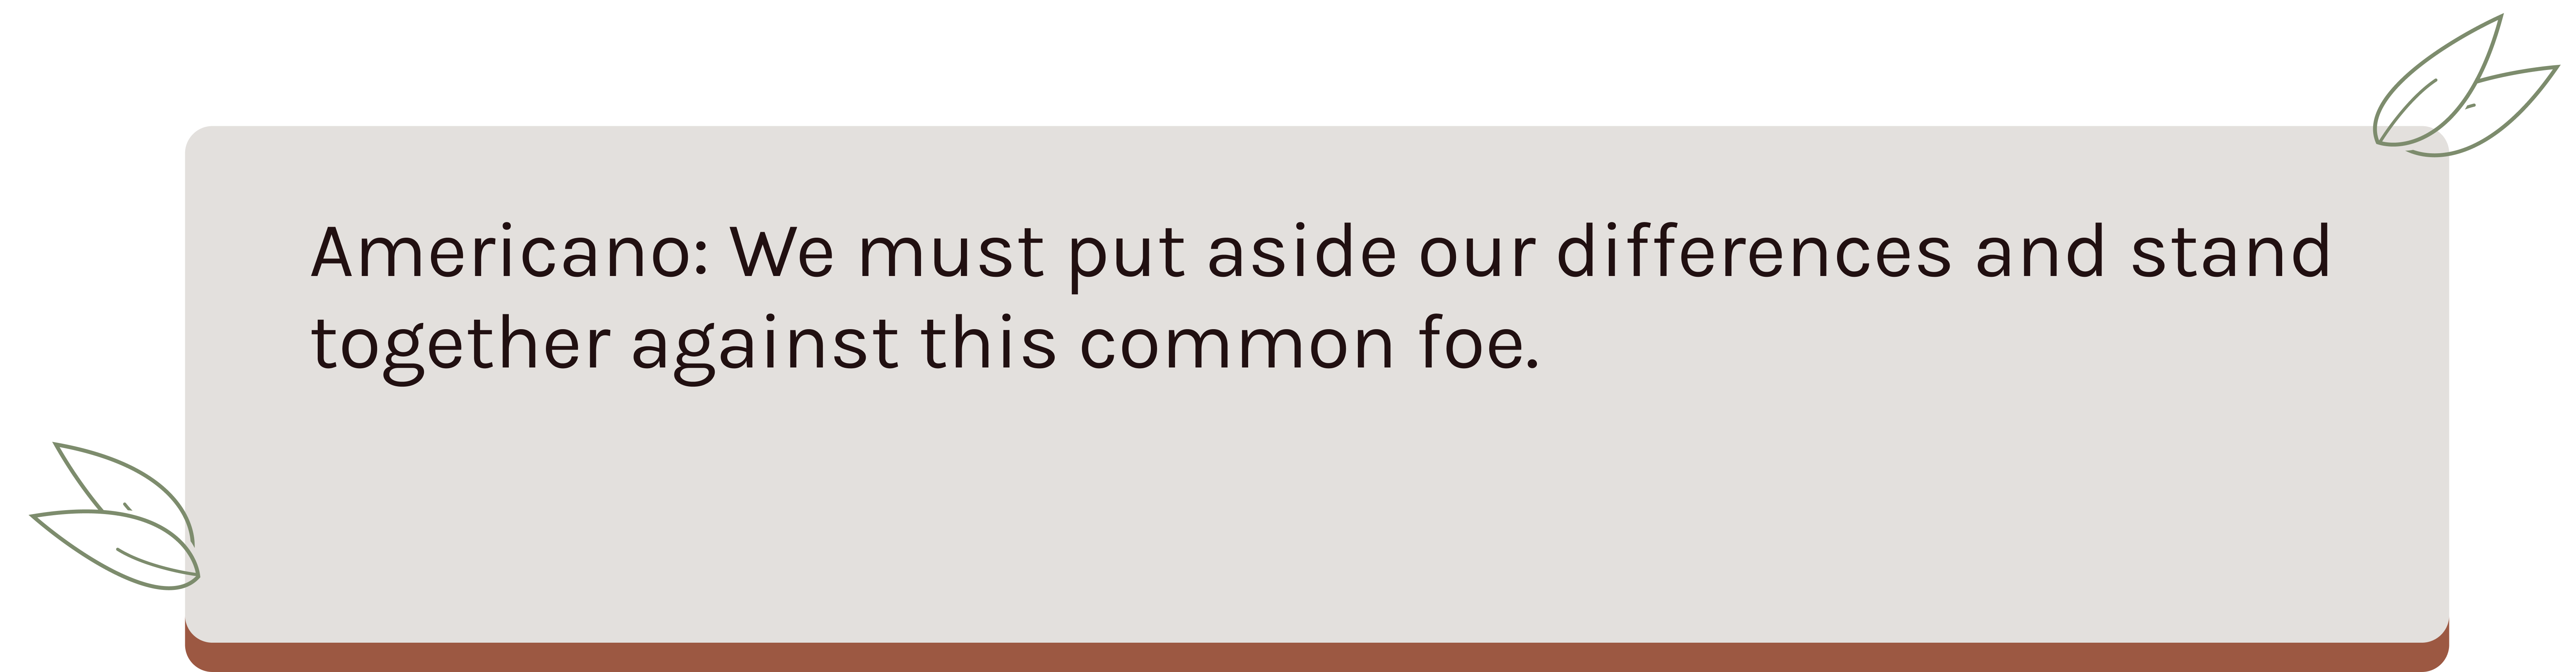 Americano: We must put aside our differences and stand
together against this common foe.